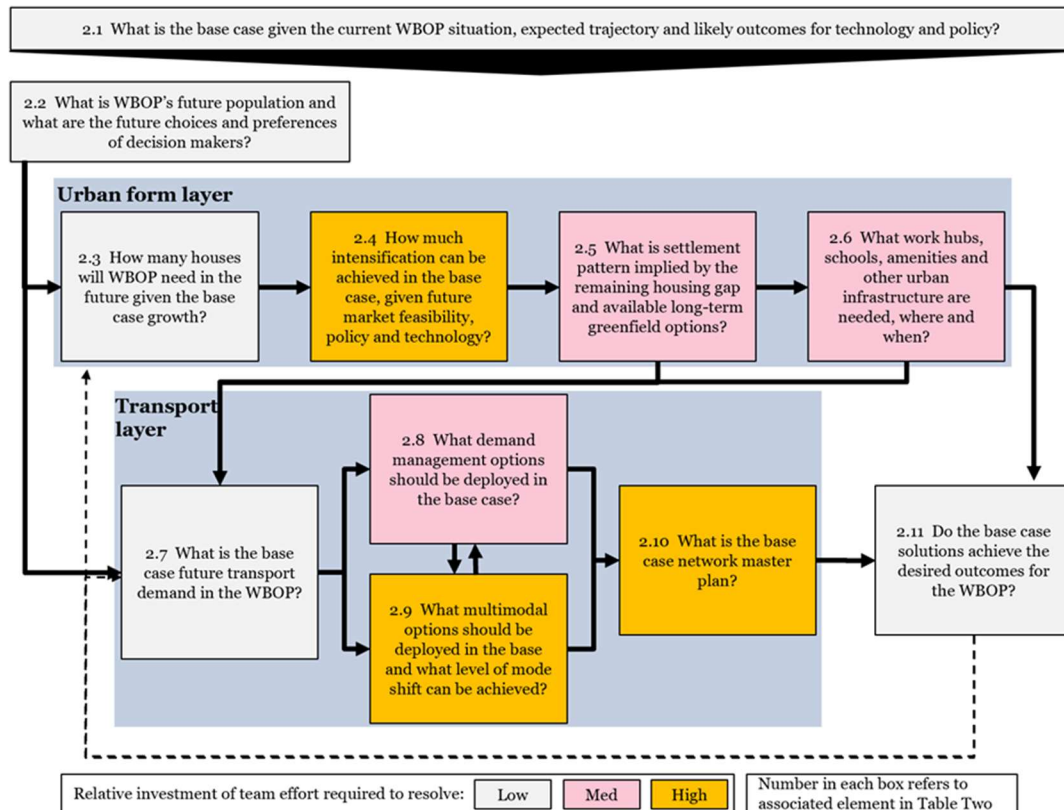 2.1 What is the base case given the current WBOP situation, expected trajectory and likely outcomes for technology and policy?
2.2 What is WBOP's future population and
what are the future choices and preferences
of decision makers?
Urban form layer
2.3 How many houses
will WBOP need in the
future given the base
case growth?
2.4 How much
intensification can be
achieved in the base
case, given future
market feasibility,
policy and technology?
2.5 What is settlement
pattern implied by the
remaining housing gap
and available long-term
greenfield options?
2.6 What work hubs,
schools, amenities and
other urban
infrastructure are
needed, where and
when?
Transport
layer
2.7 What is the base
case future transport
demand in the WBOP?
2.8 What demand
management options
should be deployed in
the base case?
2.9 What multimodal
options should be
deployed in the base
and what level of mode
shift can be achieved?
2.10 What is the base
case network master
plan?
2.11 Do the base case
solutions achieve the
desired outcomes for
the WBOP?
Relative investment of team effort required to resolve:
Low
Med
High
Number in each box refers to
associated element in Table Two